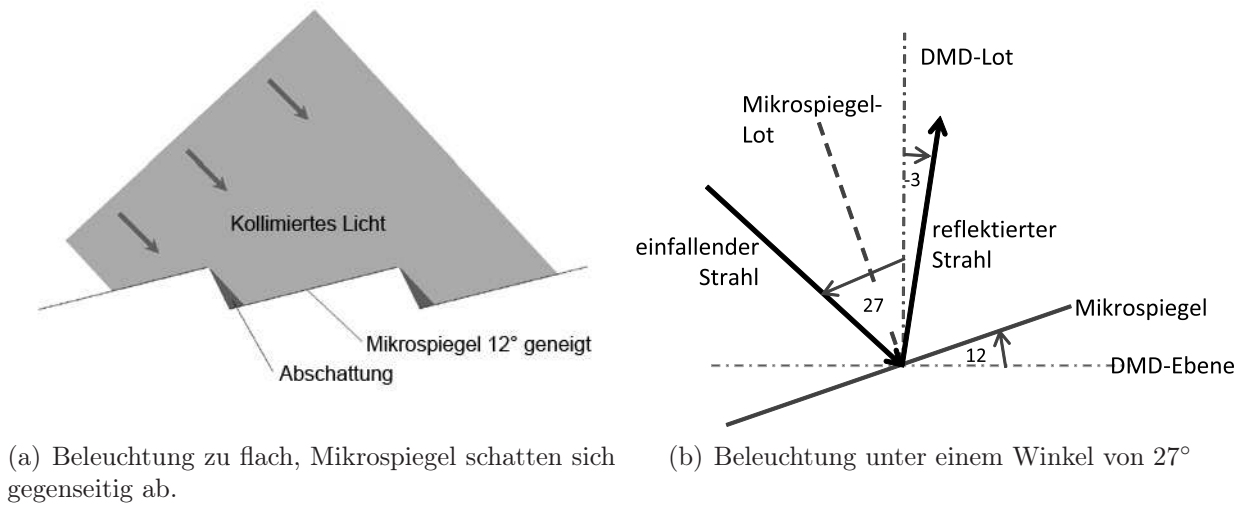 Kollimiertes Licht
Mikrospiegel 12° geneigt
Abschattung
DMD-Lot
Mikrospiegel-
Lot
-3
einfallender
Strahl
reflektierter
Strahl
27
Mikrospiegel
12
DMD-Ebene
(a) Beleuchtung zu flach, Mikrospiegel schatten sich
gegenseitig ab.
(b) Beleuchtung unter einem Winkel von 27°